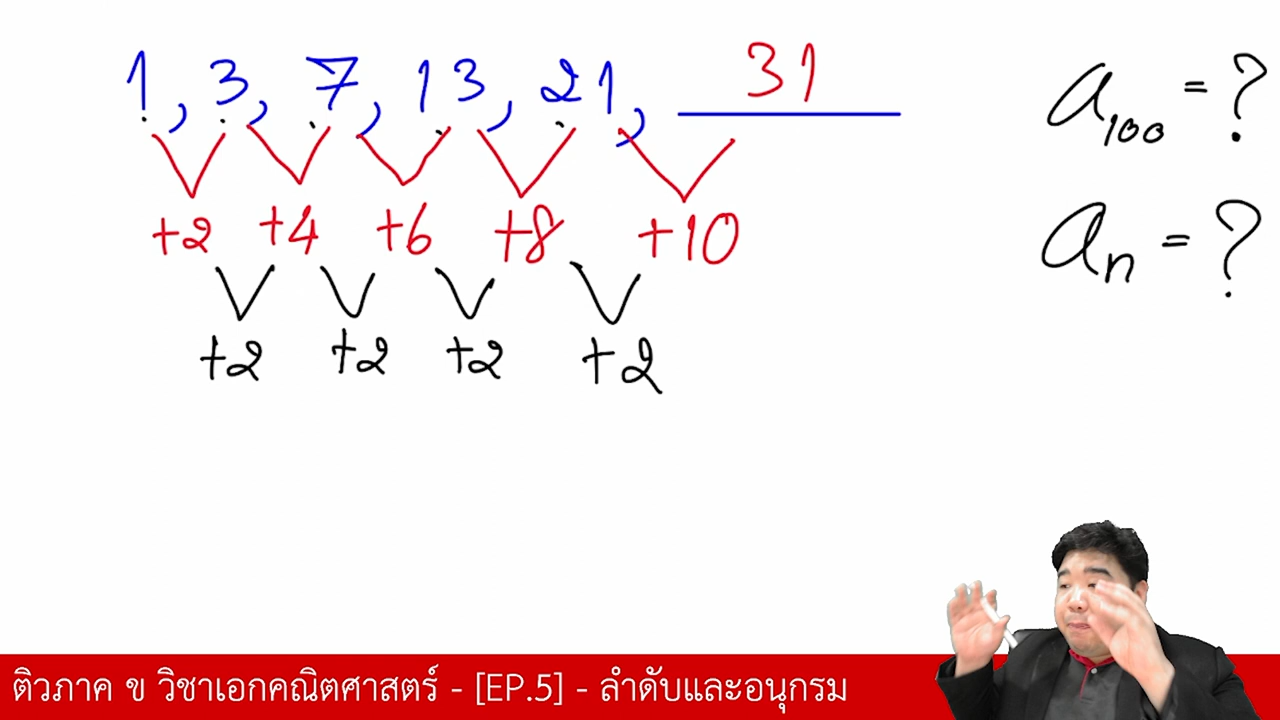 1, 3, 7, 13, 21, 31
a₁₀₀ = ?
+2 +4 +6 +8 +10
aₙ = ?
+2 +2 +2 +2
ติวภาค ข วิชาเอกคณิตศาสตร์ - [EP.5] - ลำดับและอนุกรม